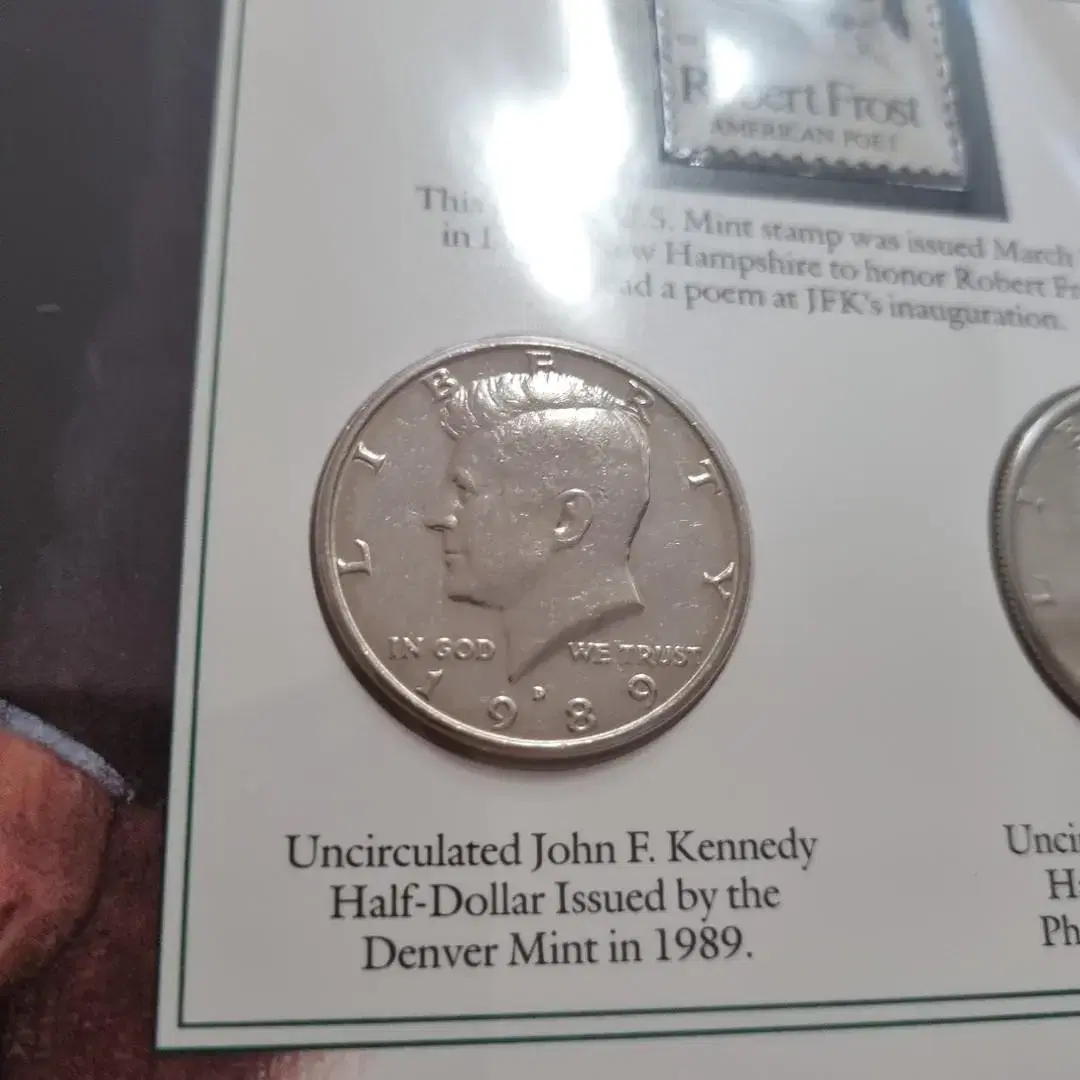 Robert Frost
AMERICAN POET
This U.S. Mint stamp was issued March
in Hampshire to honor Robert
a poem at JFK's inauguration.
LIBERTY
IN GOD WE TRUST
1989
D
Uncirculated John F. Kennedy
Half-Dollar Issued by the
Denver Mint in 1989.